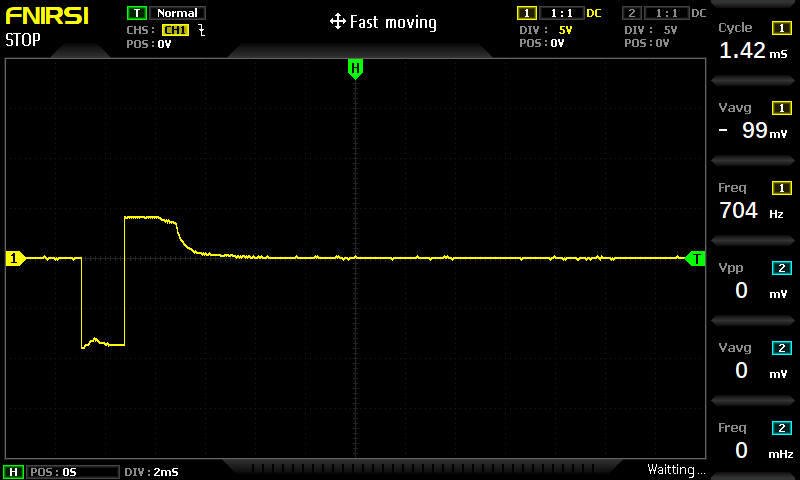 FNIRSI
STOP
T Normal
CHS: CH1
POS: 0V
Fast moving
1 1:1 DC
DIV: 5V
POS: 0V
2 1:1 DC
DIV: 5V
POS: 0V
H
1
T
Cycle 1
1.42 mS
Vavg 1
- 99 mV
Freq 1
704 Hz
Vpp 2
0 mV
Vavg 2
0 mV
Freq 2
0 mHz
H POS: 0S DIV: 2mS
Waitting...